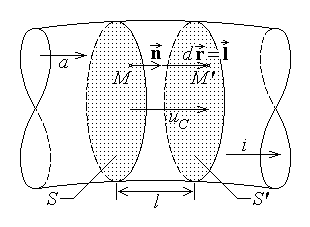 n⃗ dr⃗ = l⃗
a M M′
u_C
i
S l S′